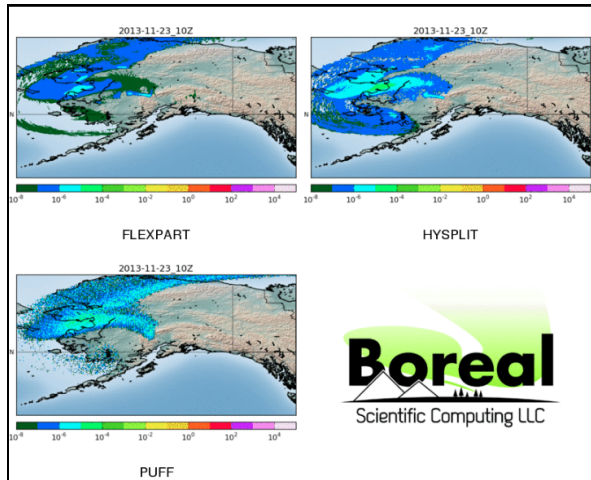 2013-11-23_10Z
N
10⁻⁸ 10⁻⁶ 10⁻⁴ 10⁻² 10⁰ 10² 10⁴
FLEXPART
2013-11-23_10Z
N
10⁻⁸ 10⁻⁶ 10⁻⁴ 10⁻² 10⁰ 10² 10⁴
HYSPLIT
2013-11-23_10Z
N
10⁻⁸ 10⁻⁶ 10⁻⁴ 10⁻² 10⁰ 10² 10⁴
PUFF
Boreal
Scientific Computing LLC